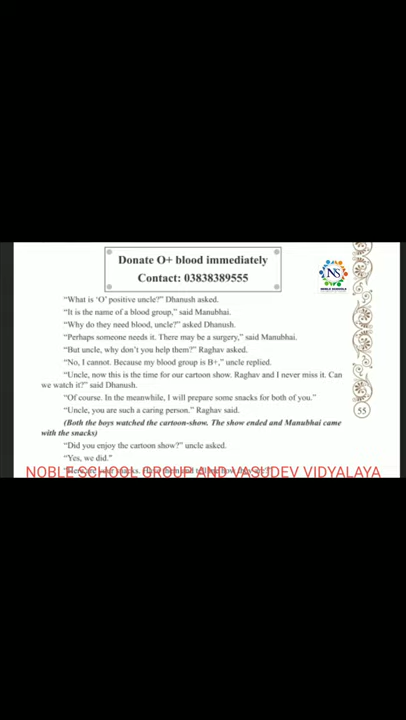 Donate O+ blood immediately
Contact: 03838389555
NS
NOBLE SCHOOLS
“What is ‘O’ positive uncle?” Dhanush asked.
“It is the name of a blood group,” said Manubhai.
“Why do they need blood, uncle?” asked Dhanush.
“Perhaps someone needs it. There may be a surgery,” said Manubhai.
“But uncle, why don’t you help them?” Raghav asked.
“No, I cannot. Because my blood group is B+,” uncle replied.
“Uncle, now this is the time for our cartoon show. Raghav and I never miss it. Can
we watch it?” said Dhanush.
“Of course. In the meanwhile, I will prepare some snacks for both of you.”
“Uncle, you are such a caring person.” Raghav said.
55
(Both the boys watched the cartoon-show. The show ended and Manubhai came
with the snacks)
“Did you enjoy the cartoon show?” uncle asked.
“Yes, we did.”
NOBLE SCHOOL GROUP AND VASUDEV VIDYALAYA